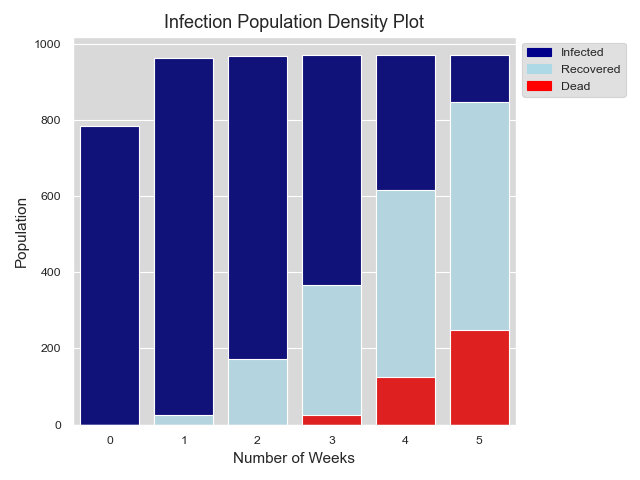 Infection Population Density Plot
Infected
Recovered
Dead
1000
800
600
400
200
0
Population
0 1 2 3 4 5
Number of Weeks